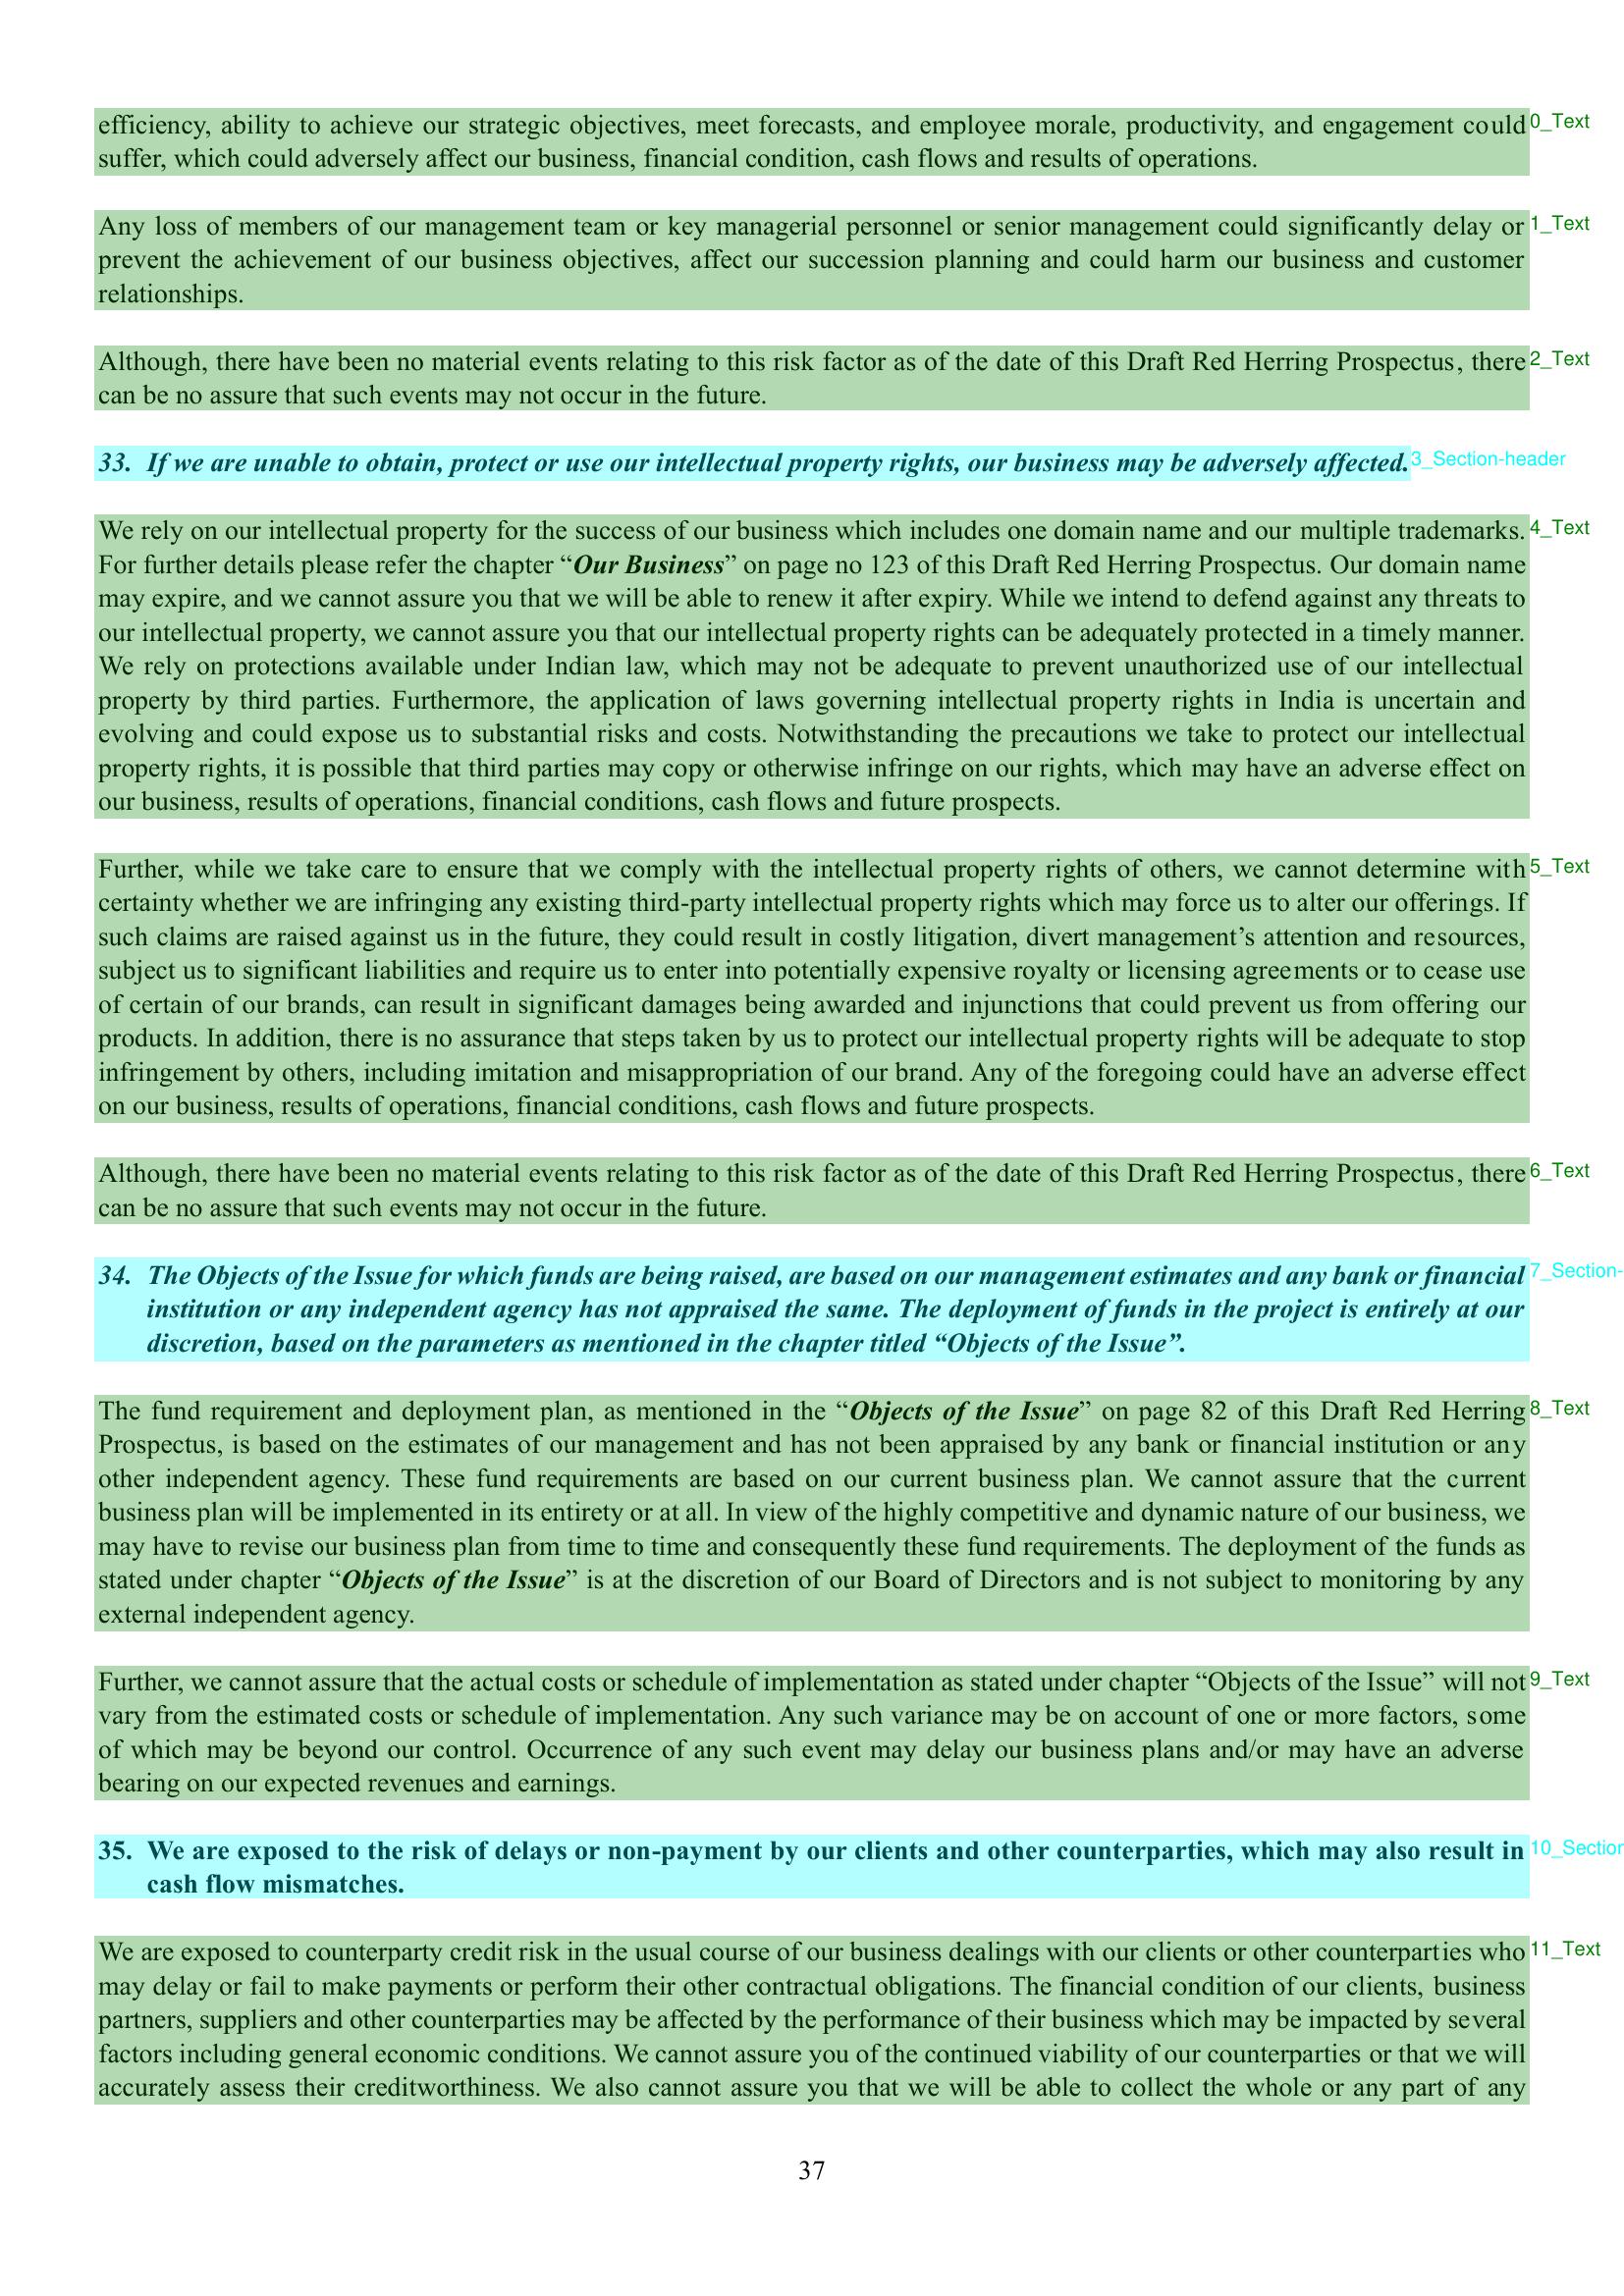 efficiency, ability to achieve our strategic objectives, meet forecasts, and employee morale, productivity, and engagement could 0_Text
suffer, which could adversely affect our business, financial condition, cash flows and results of operations.
Any loss of members of our management team or key managerial personnel or senior management could significantly delay or 1_Text
prevent the achievement of our business objectives, affect our succession planning and could harm our business and customer
relationships.
Although, there have been no material events relating to this risk factor as of the date of this Draft Red Herring Prospectus, there 2_Text
can be no assure that such events may not occur in the future.
33. If we are unable to obtain, protect or use our intellectual property rights, our business may be adversely affected. 3_Section-header
We rely on our intellectual property for the success of our business which includes one domain name and our multiple trademarks. 4_Text
For further details please refer the chapter “Our Business” on page no 123 of this Draft Red Herring Prospectus. Our domain name
may expire, and we cannot assure you that we will be able to renew it after expiry. While we intend to defend against any threats to
our intellectual property, we cannot assure you that our intellectual property rights can be adequately protected in a timely manner.
We rely on protections available under Indian law, which may not be adequate to prevent unauthorized use of our intellectual
property by third parties. Furthermore, the application of laws governing intellectual property rights in India is uncertain and
evolving and could expose us to substantial risks and costs. Notwithstanding the precautions we take to protect our intellectual
property rights, it is possible that third parties may copy or otherwise infringe on our rights, which may have an adverse effect on
our business, results of operations, financial conditions, cash flows and future prospects.
Further, while we take care to ensure that we comply with the intellectual property rights of others, we cannot determine with 5_Text
certainty whether we are infringing any existing third-party intellectual property rights which may force us to alter our offerings. If
such claims are raised against us in the future, they could result in costly litigation, divert management’s attention and resources,
subject us to significant liabilities and require us to enter into potentially expensive royalty or licensing agreements or to cease use
of certain of our brands, can result in significant damages being awarded and injunctions that could prevent us from offering our
products. In addition, there is no assurance that steps taken by us to protect our intellectual property rights will be adequate to stop
infringement by others, including imitation and misappropriation of our brand. Any of the foregoing could have an adverse effect
on our business, results of operations, financial conditions, cash flows and future prospects.
Although, there have been no material events relating to this risk factor as of the date of this Draft Red Herring Prospectus, there 6_Text
can be no assure that such events may not occur in the future.
34. The Objects of the Issue for which funds are being raised, are based on our management estimates and any bank or financial 7_Section-
institution or any independent agency has not appraised the same. The deployment of funds in the project is entirely at our
discretion, based on the parameters as mentioned in the chapter titled “Objects of the Issue”.
The fund requirement and deployment plan, as mentioned in the “Objects of the Issue” on page 82 of this Draft Red Herring 8_Text
Prospectus, is based on the estimates of our management and has not been appraised by any bank or financial institution or any
other independent agency. These fund requirements are based on our current business plan. We cannot assure that the current
business plan will be implemented in its entirety or at all. In view of the highly competitive and dynamic nature of our business, we
may have to revise our business plan from time to time and consequently these fund requirements. The deployment of the funds as
stated under chapter “Objects of the Issue” is at the discretion of our Board of Directors and is not subject to monitoring by any
external independent agency.
Further, we cannot assure that the actual costs or schedule of implementation as stated under chapter “Objects of the Issue” will not 9_Text
vary from the estimated costs or schedule of implementation. Any such variance may be on account of one or more factors, some
of which may be beyond our control. Occurrence of any such event may delay our business plans and/or may have an adverse
bearing on our expected revenues and earnings.
35. We are exposed to the risk of delays or non-payment by our clients and other counterparties, which may also result in 10_Section
cash flow mismatches.
We are exposed to counterparty credit risk in the usual course of our business dealings with our clients or other counterparties who 11_Text
may delay or fail to make payments or perform their other contractual obligations. The financial condition of our clients, business
partners, suppliers and other counterparties may be affected by the performance of their business which may be impacted by several
factors including general economic conditions. We cannot assure you of the continued viability of our counterparties or that we will
accurately assess their creditworthiness. We also cannot assure you that we will be able to collect the whole or any part of any
37